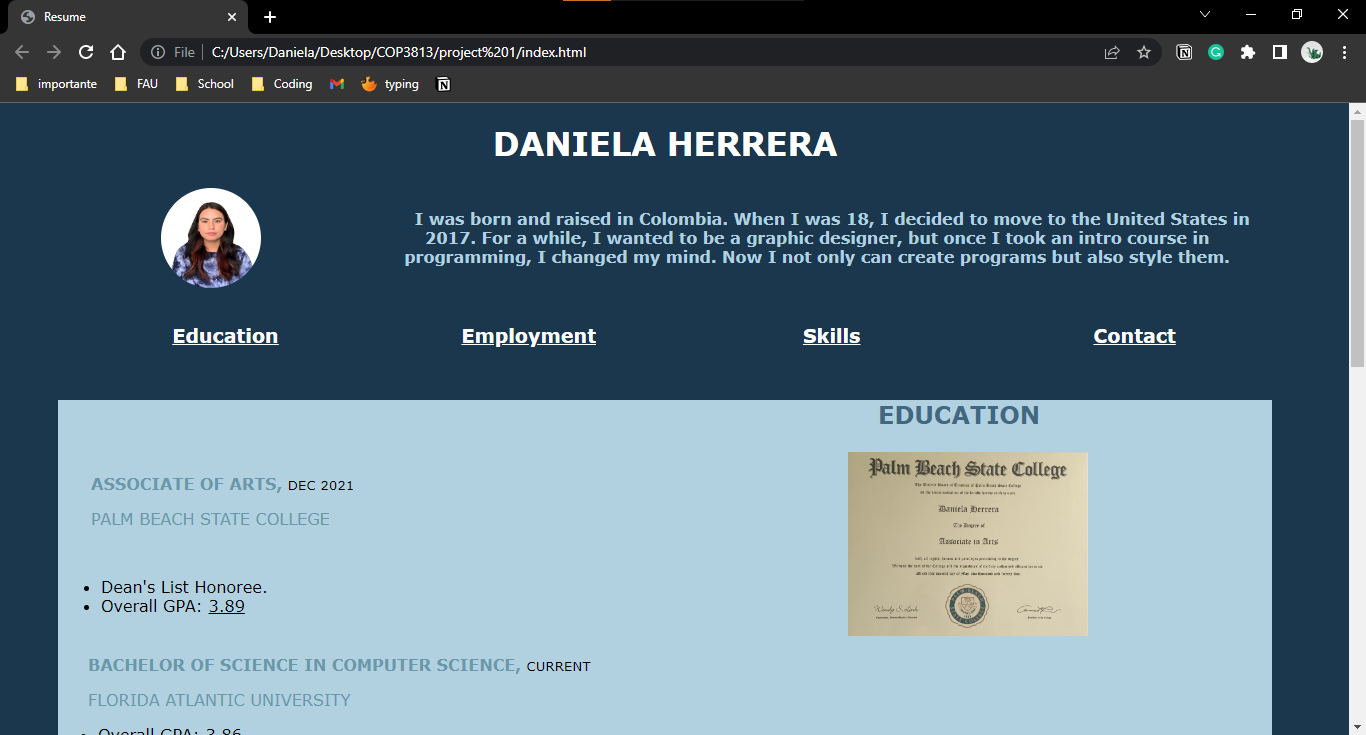 Resume
File
C:/Users/Daniela/Desktop/COP3813/project%201/index.html
importante
FAU
School
Coding
typing
DANIELA HERRERA
I was born and raised in Colombia. When I was 18, I decided to move to the United States in
2017. For a while, I wanted to be a graphic designer, but once I took an intro course in
programming, I changed my mind. Now I not only can create programs but also style them.
Education
Employment
Skills
Contact
EDUCATION
ASSOCIATE OF ARTS, DEC 2021
PALM BEACH STATE COLLEGE
• Dean's List Honoree.
• Overall GPA: 3.89
Palm Beach State College
Daniela Herrera
The Degree of
Associate in Arts
BACHELOR OF SCIENCE IN COMPUTER SCIENCE, CURRENT
FLORIDA ATLANTIC UNIVERSITY
• Overall GPA: 3.86